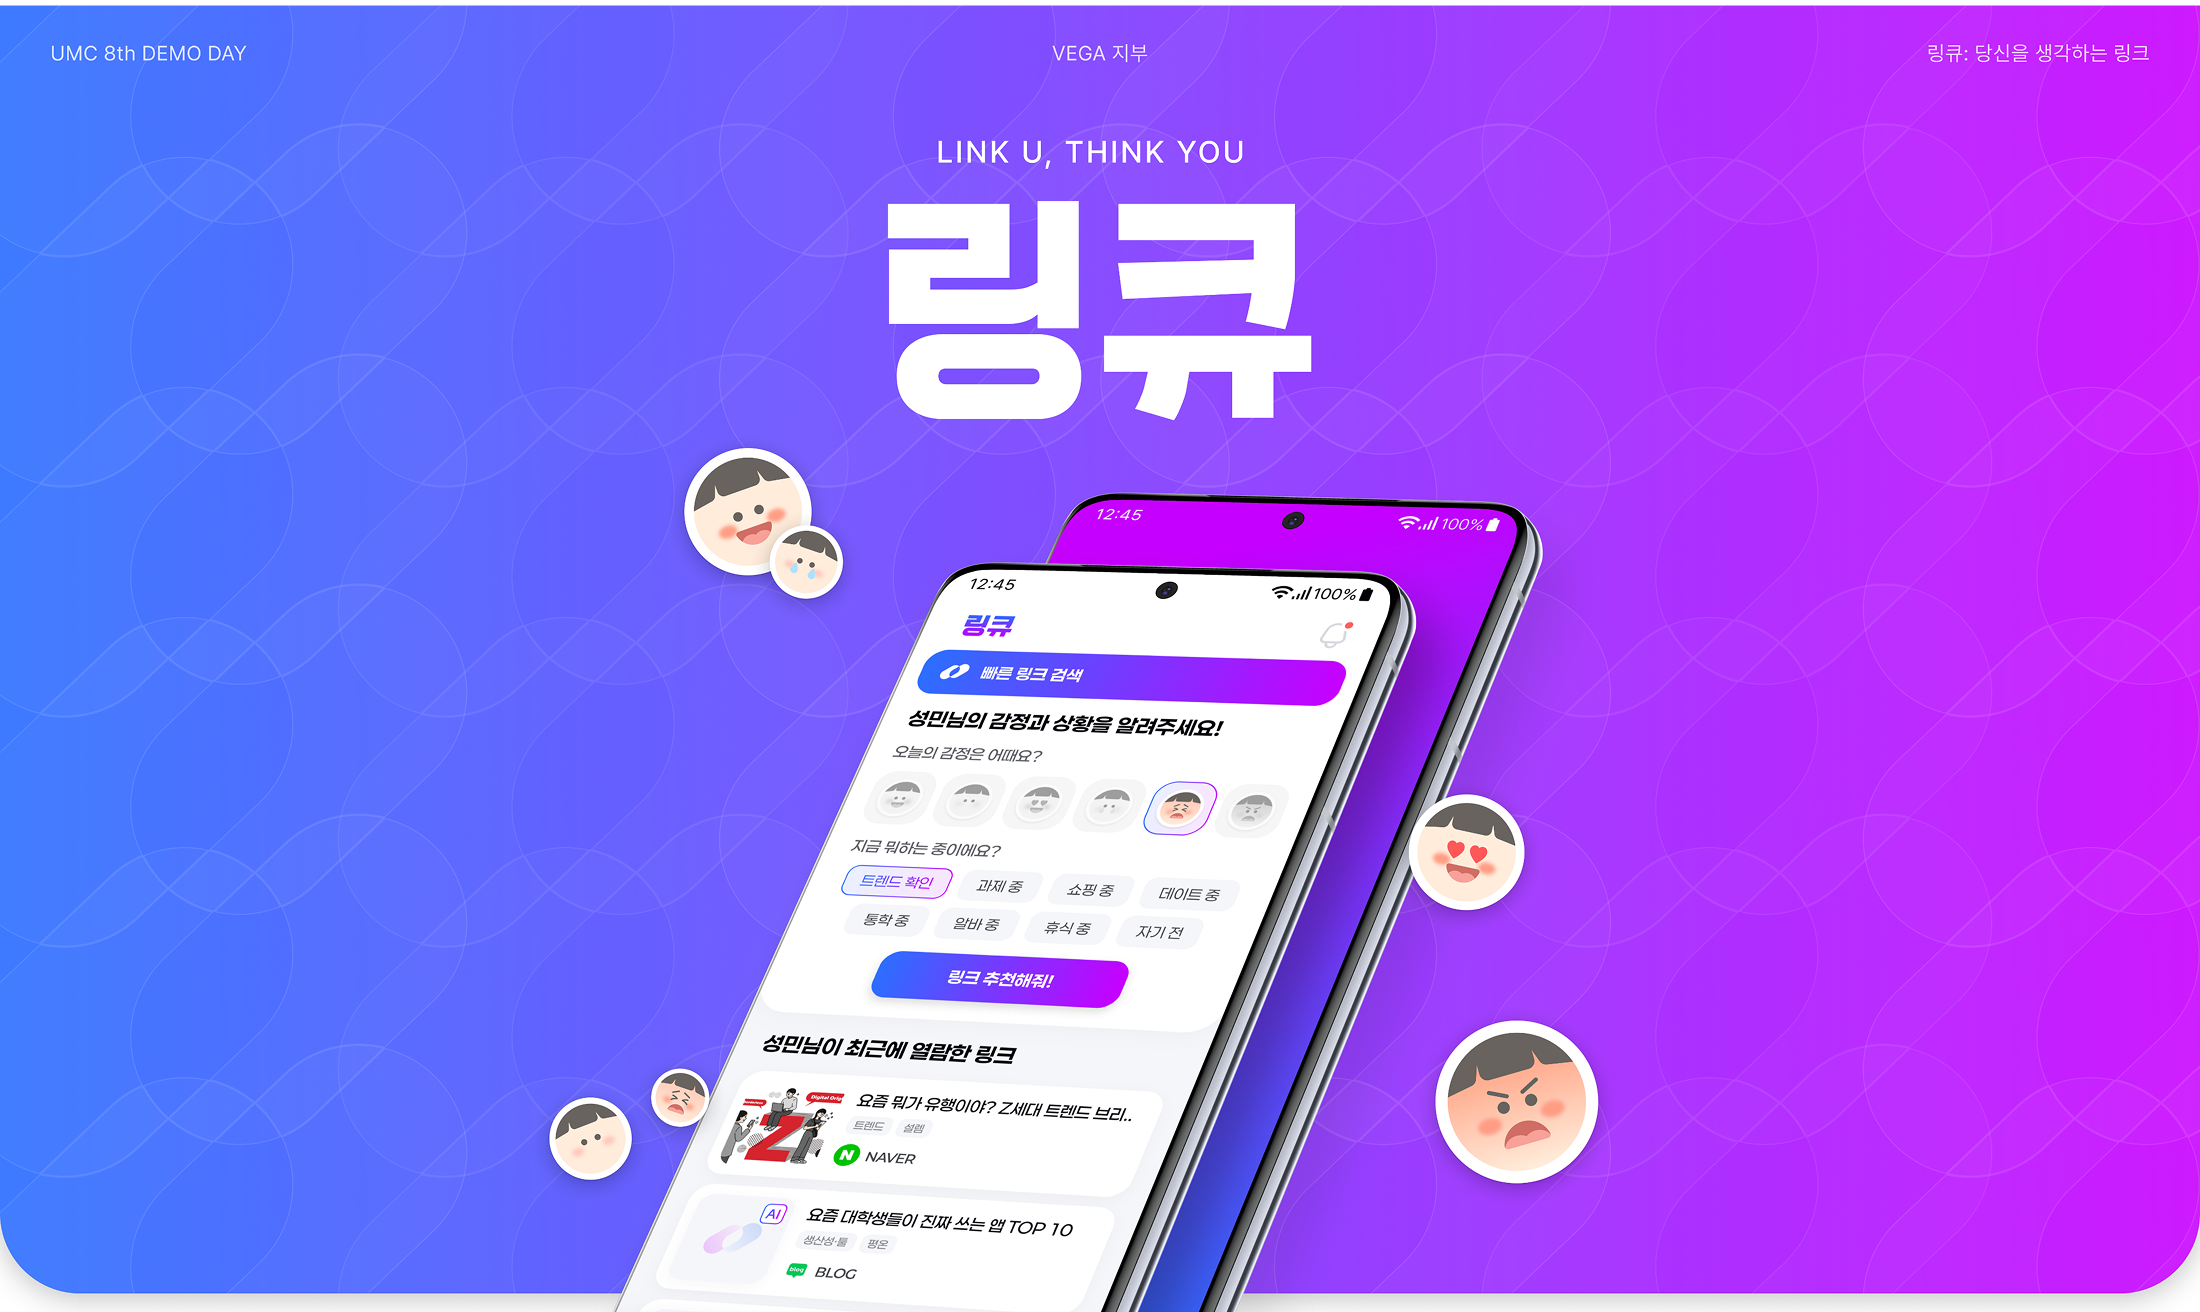 UMC 8th DEMO DAY
VEGA 지부
링큐: 당신을 생각하는 링크
LINK U, THINK YOU
링큐
12:45
100%
12:45
100%
링큐
빠른 링크 검색
성민님의 감정과 상황을 알려주세요!
오늘의 감정은 어때요?
지금 뭐하는 중이에요?
트렌드 확인
과제 중
쇼핑 중
데이트 중
통학 중
알바 중
휴식 중
자기 전
링크 추천해줘!
성민님이 최근에 열람한 링크
요즘 뭐가 유행이야? Z세대 트렌드 브리..
트렌드
설렘
Z
N NAVER
AI
요즘 대학생들이 진짜 쓰는 앱 TOP 10
생산성·툴
평온
blog BLOG